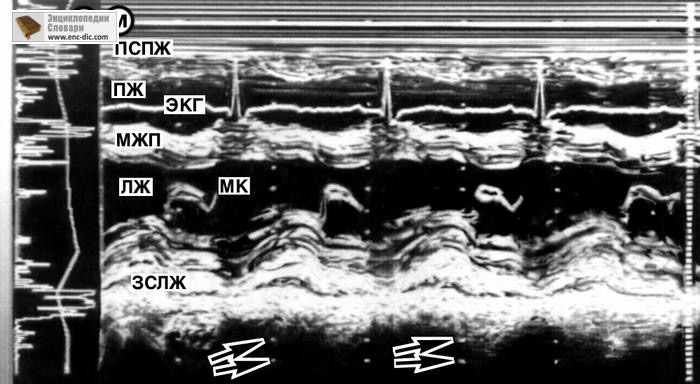 Энциклопедии
Словари
www.enc-dic.com
М
ПСПЖ
ПЖ
ЭКГ
МЖП
ЛЖ
МК
ЗСЛЖ